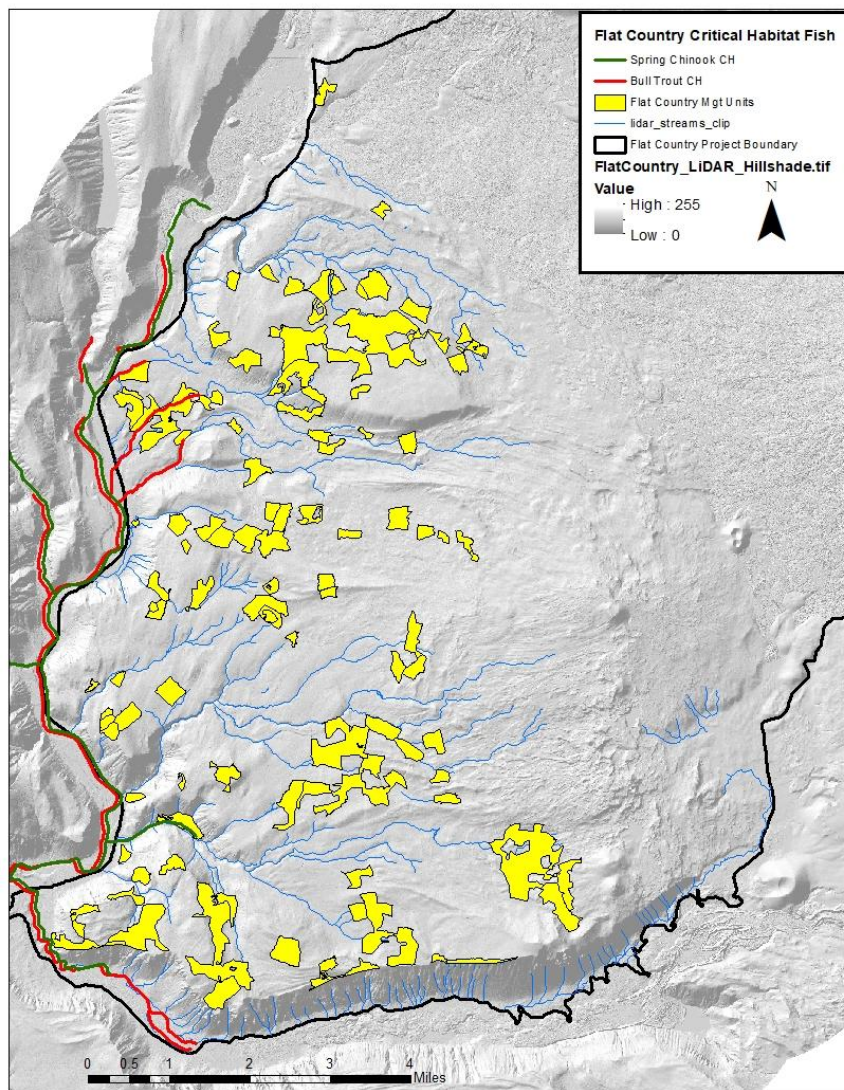 Flat Country Critical Habitat Fish
Spring Chinook CH
Bull Trout CH
Flat Country Mgt Units
lidar_streams_clip
Flat Country Project Boundary
FlatCountry_LiDAR_Hillshade.tif
Value
High : 255
Low : 0
N
0 0.5 1 2 3 4
Miles